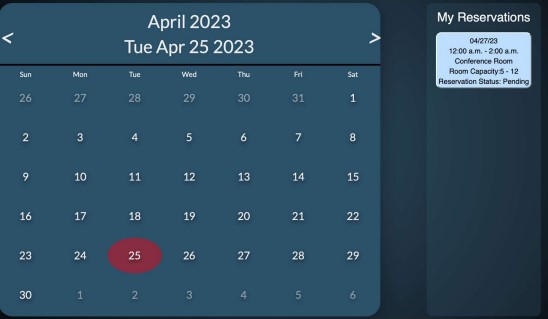 April 2023
< Tue Apr 25 2023 >
Sun Mon Tue Wed Thu Fri Sat
26 27 28 29 30 31 1
2 3 4 5 6 7 8
9 10 11 12 13 14 15
16 17 18 19 20 21 22
23 24 25 26 27 28 29
30 1 2 3 4 5 6
My Reservations
04/27/23
12:00 a.m. - 2:00 a.m.
Conference Room
Room Capacity:5 - 12
Reservation Status: Pending